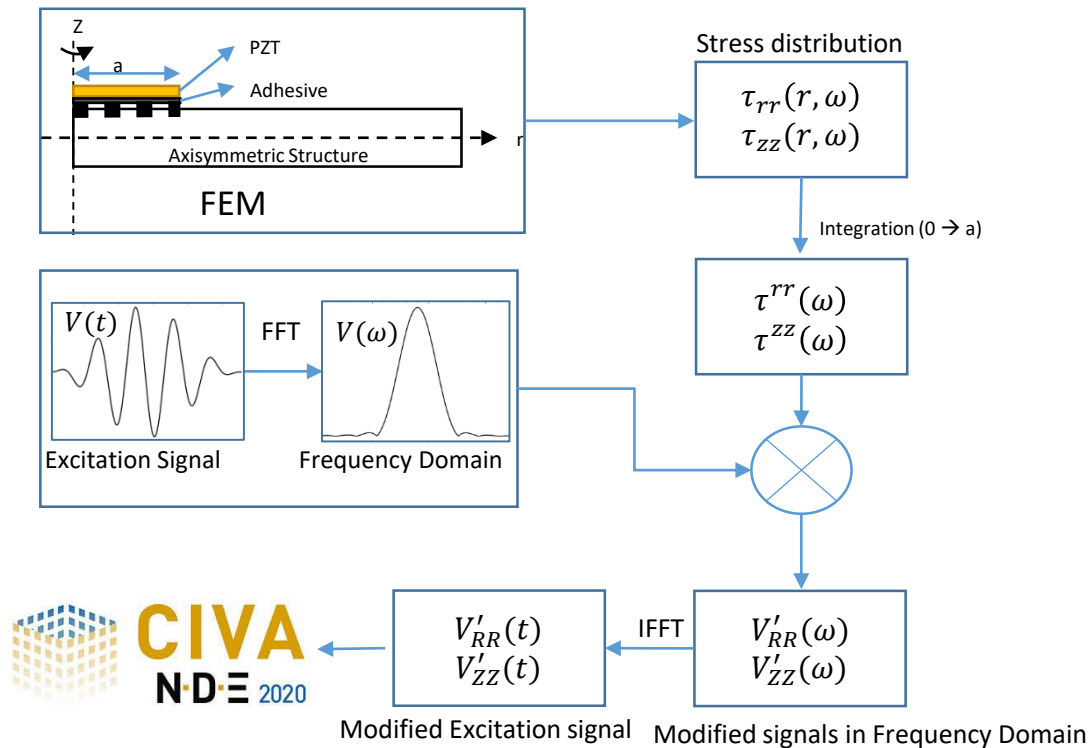 Z
a
PZT
Adhesive
r
Axisymmetric Structure
FEM
Stress distribution
τ_rr(r, ω)
τ_zz(r, ω)
Integration (0 → a)
τ^rr(ω)
τ^zz(ω)
V(t)
FFT
V(ω)
Excitation Signal
Frequency Domain
CIVA
N·D·E 2020
V′_RR(t)
V′_ZZ(t)
IFFT
V′_RR(ω)
V′_ZZ(ω)
Modified Excitation signal
Modified signals in Frequency Domain